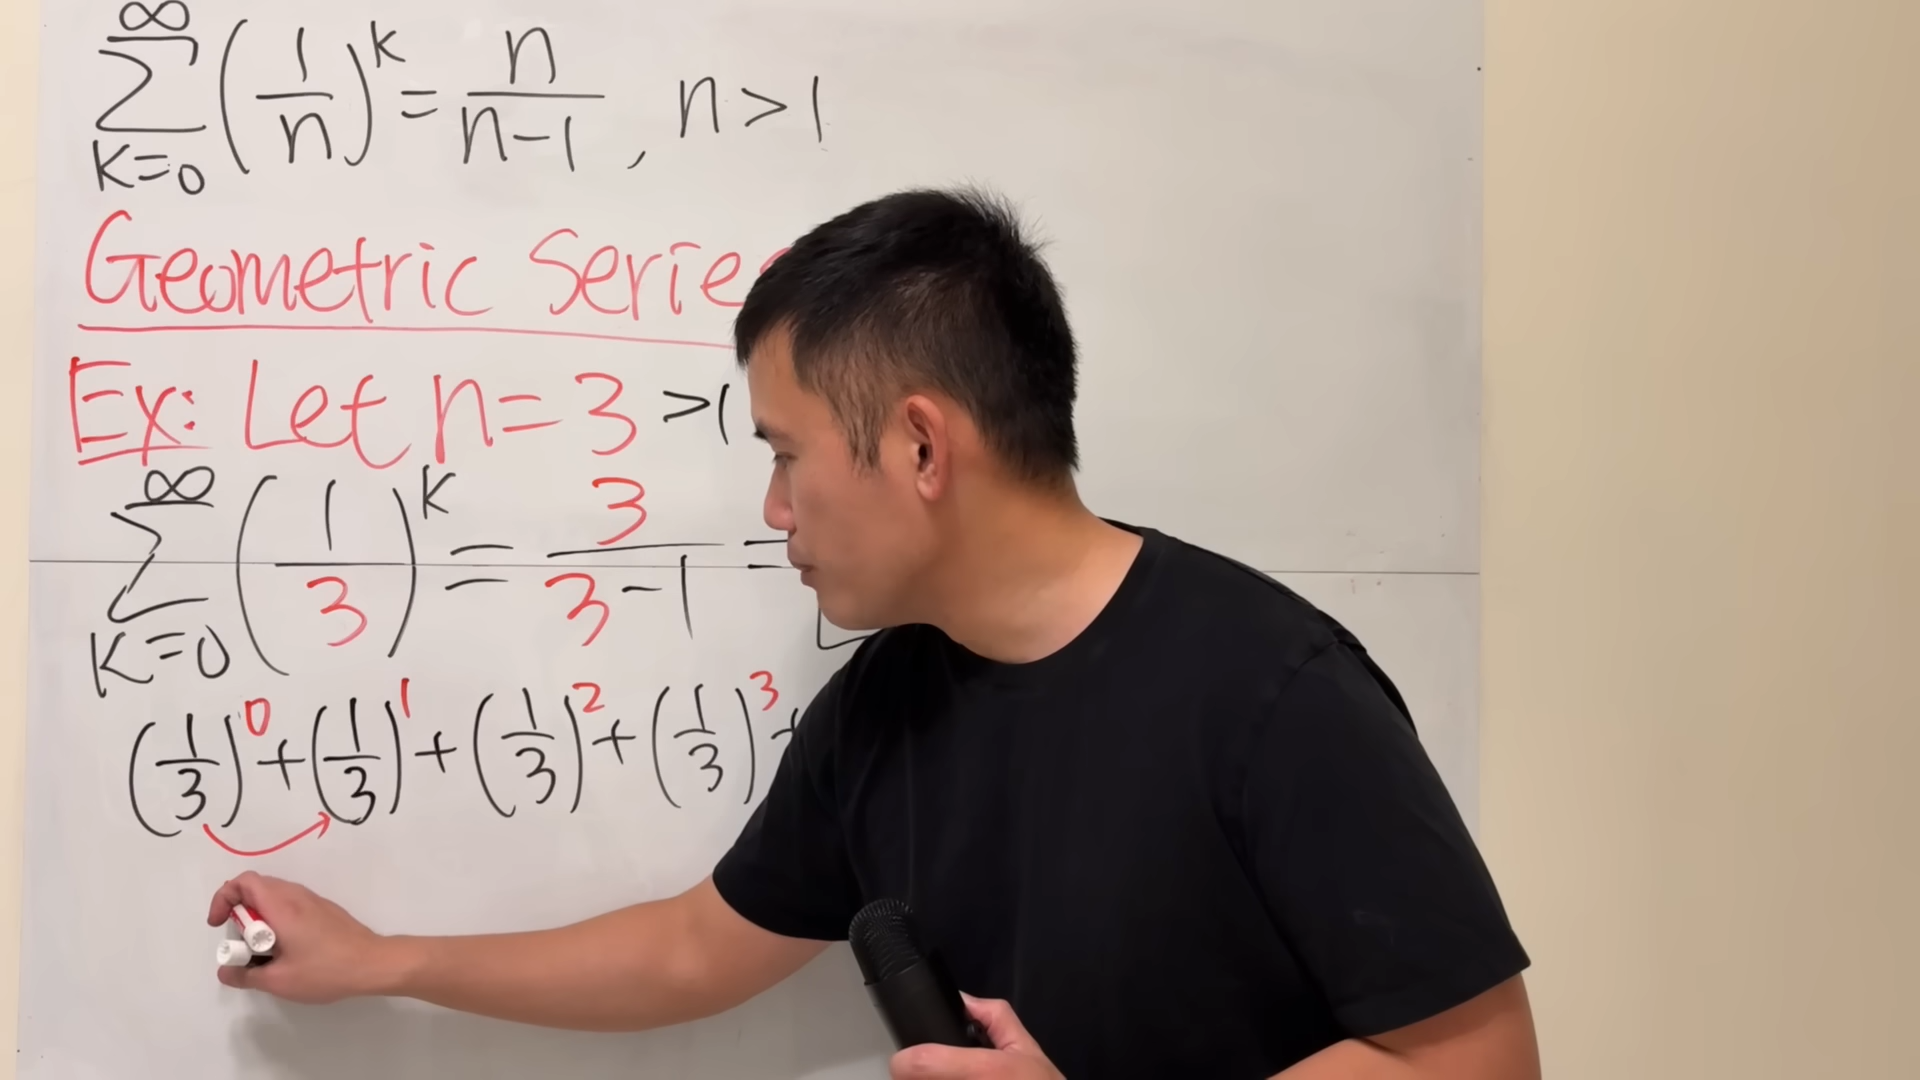 ∞
∑ (1/n)^k = n/(n-1), n>1
k=0
Geometric Serie
Ex: Let n=3 >1
∞
∑ (1/3)^k = 3/(3-1) =
k=0
(1/3)^0+(1/3)^1+(1/3)^2+(1/3)^3+